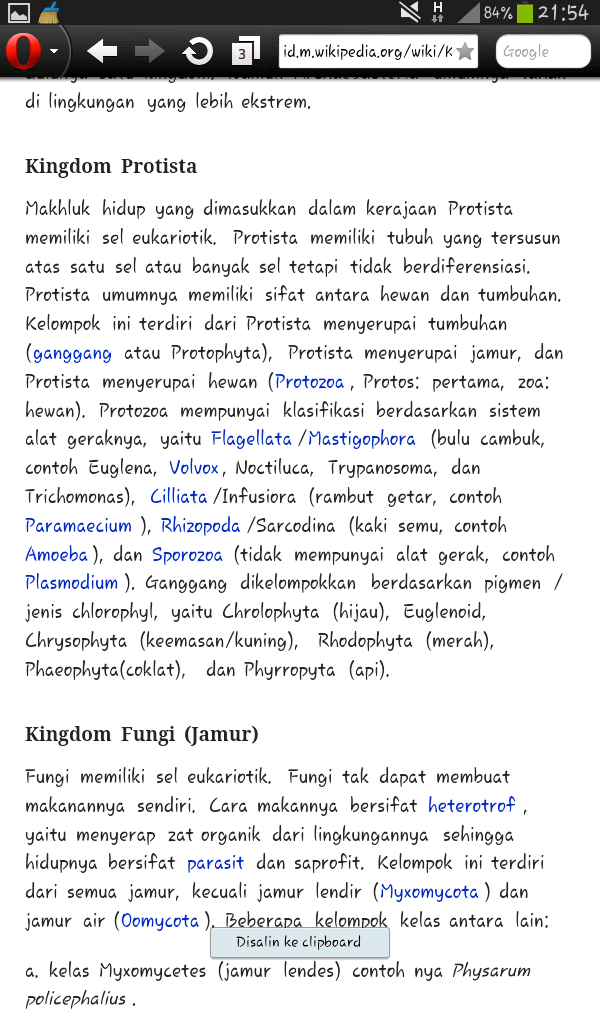 H
84% 21:54
3 id.m.wikipedia.org/wiki/K Google
di lingkungan yang lebih ekstrem.
Kingdom Protista
Makhluk hidup yang dimasukkan dalam kerajaan Protista
memiliki sel eukariotik. Protista memiliki tubuh yang tersusun
atas satu sel atau banyak sel tetapi tidak berdiferensiasi.
Protista umumnya memiliki sifat antara hewan dan tumbuhan.
Kelompok ini terdiri dari Protista menyerupai tumbuhan
(ganggang atau Protophyta), Protista menyerupai jamur, dan
Protista menyerupai hewan (Protozoa , Protos: pertama, zoa:
hewan). Protozoa mempunyai klasifikasi berdasarkan sistem
alat geraknya, yaitu Flagellata /Mastigophora (bulu cambuk,
contoh Euglena, Volvox , Noctiluca, Trypanosoma, dan
Trichomonas), Cilliata /Infusiora (rambut getar, contoh
Paramaecium ), Rhizopoda /Sarcodina (kaki semu, contoh
Amoeba ), dan Sporozoa (tidak mempunyai alat gerak, contoh
Plasmodium ). Ganggang dikelompokkan berdasarkan pigmen /
jenis chlorophyl, yaitu Chrolophyta (hijau), Euglenoid,
Chrysophyta (keemasan/kuning), Rhodophyta (merah),
Phaeophyta(coklat), dan Phyrropyta (api).
Kingdom Fungi (Jamur)
Fungi memiliki sel eukariotik. Fungi tak dapat membuat
makanannya sendiri. Cara makannya bersifat heterotrof ,
yaitu menyerap zat organik dari lingkungannya sehingga
hidupnya bersifat parasit dan saprofit. Kelompok ini terdiri
dari semua jamur, kecuali jamur lendir (Myxomycota ) dan
jamur air (Oomycota ). Beberapa kelompok kelas antara lain:
Disalin ke clipboard
a. kelas Myxomycetes (jamur lendes) contoh nya Physarum
policephalius .